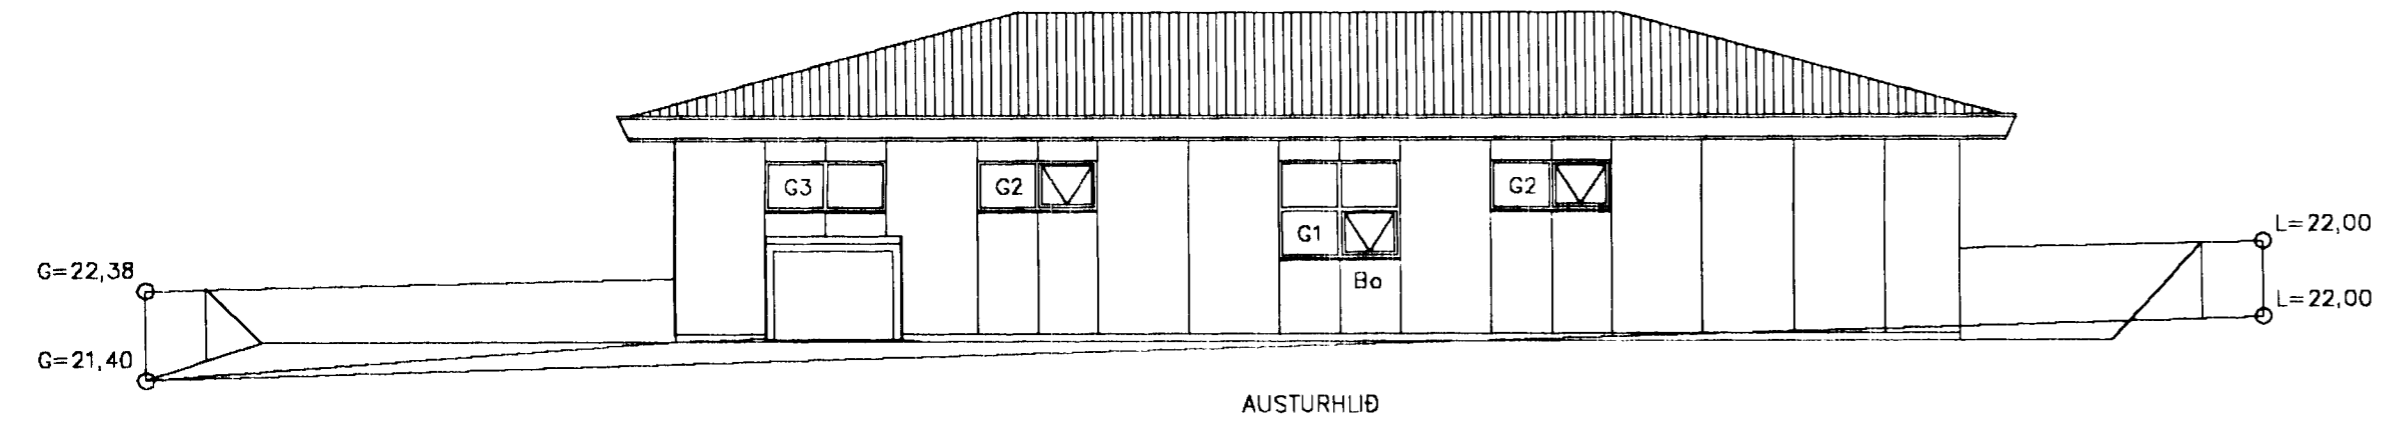 G3
G2
G2
G1
Bo
L=22,00
G=22,38
L=22,00
G=21,40
AUSTURHLIÐ